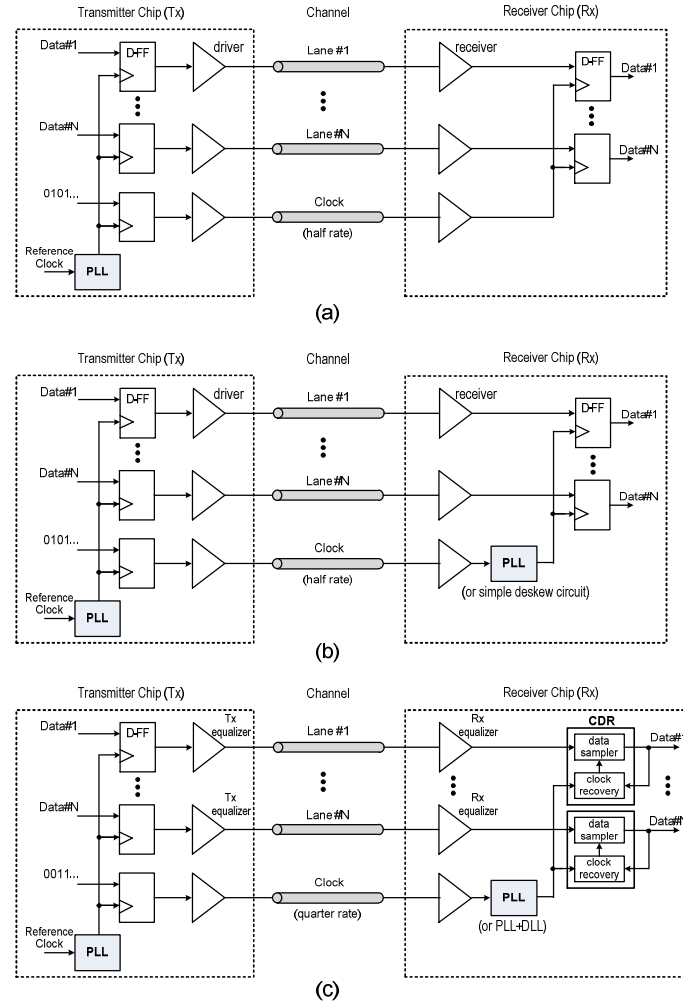 Transmitter Chip (Tx)
Channel
Receiver Chip (Rx)
Data#1
D-FF
driver
Lane #1
receiver
D-FF
Data#1
Data#N
Lane #N
Data#N
0101...
Clock
(half rate)
Reference
Clock
PLL
(a)
Transmitter Chip (Tx)
Channel
Receiver Chip (Rx)
Data#1
D-FF
driver
Lane #1
receiver
D-FF
Data#1
Data#N
Lane #N
Data#N
0101...
Clock
(half rate)
PLL
(or simple deskew circuit)
Reference
Clock
PLL
(b)
Transmitter Chip (Tx)
Channel
Receiver Chip (Rx)
Data#1
D-FF
Tx
equalizer
Lane #1
Rx
equalizer
CDR
data
sampler
clock
recovery
Data#1
Data#N
Tx
equalizer
Lane #N
Rx
equalizer
data
sampler
clock
recovery
Data#N
0011...
Clock
(quarter rate)
PLL
(or PLL+DLL)
Reference
Clock
PLL
(c)